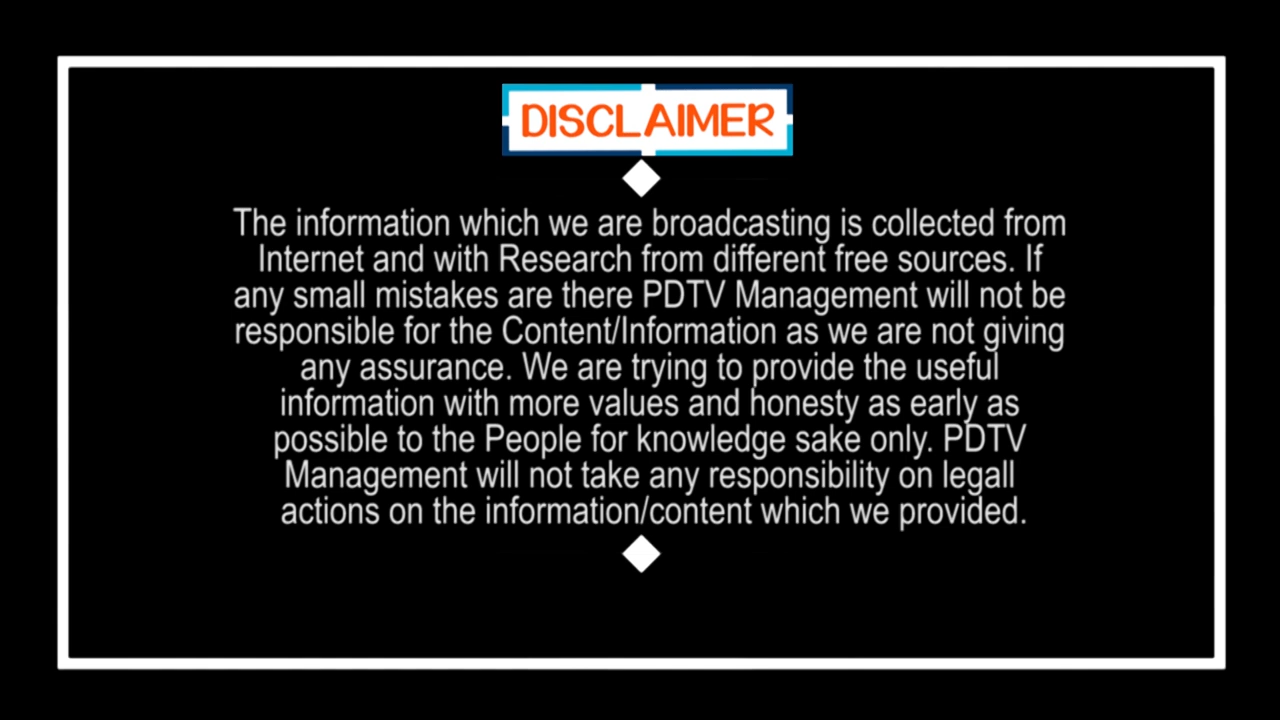 DISCLAIMER
The information which we are broadcasting is collected from
Internet and with Research from different free sources. If
any small mistakes are there PDTV Management will not be
responsible for the Content/Information as we are not giving
any assurance. We are trying to provide the useful
information with more values and honesty as early as
possible to the People for knowledge sake only. PDTV
Management will not take any responsibility on legall
actions on the information/content which we provided.